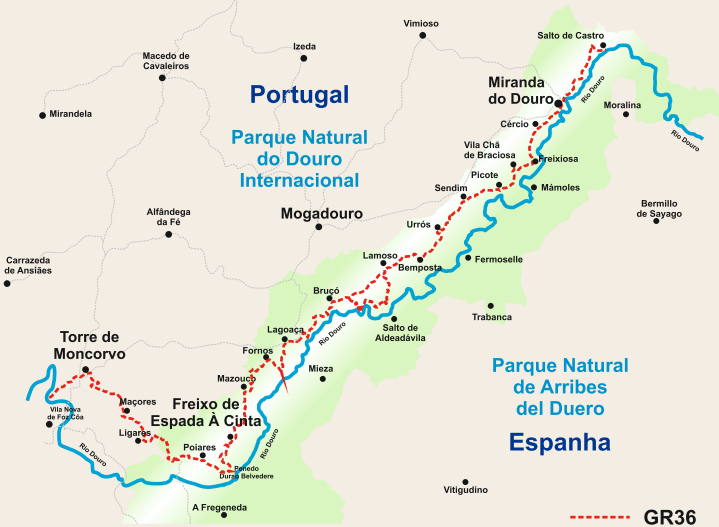 Vimioso
Salto de Castro
Izeda
Macedo de
Cavaleiros
Miranda
do Douro
Rio Douro
Portugal
Moralina
Mirandela
Cércio
Rio Douro
Parque Natural
do Douro
Internacional
Vila Chã
de Braciosa
Freixiosa
Picote
Sendim
Mámoles
Bermillo
de Sayago
Alfândega
da Fé
Mogadouro
Urrós
Carrazeda
de Ansiães
Lamoso
Bemposta
Fermoselle
Bruçó
Trabanca
Lagoaça
Rio Douro
Salto de
Aldeadávila
Torre de
Moncorvo
Fornos
Mieza
Parque Natural
de Arribes
del Duero
Mazouco
Maçores
Freixo de
Espada À Cinta
Vila Nova
de Foz Côa
Ligares
Espanha
Rio Douro
Poiares
Rio Douro
Penedo
Durão Belvedere
Vitigudino
A Fregeneda
GR36